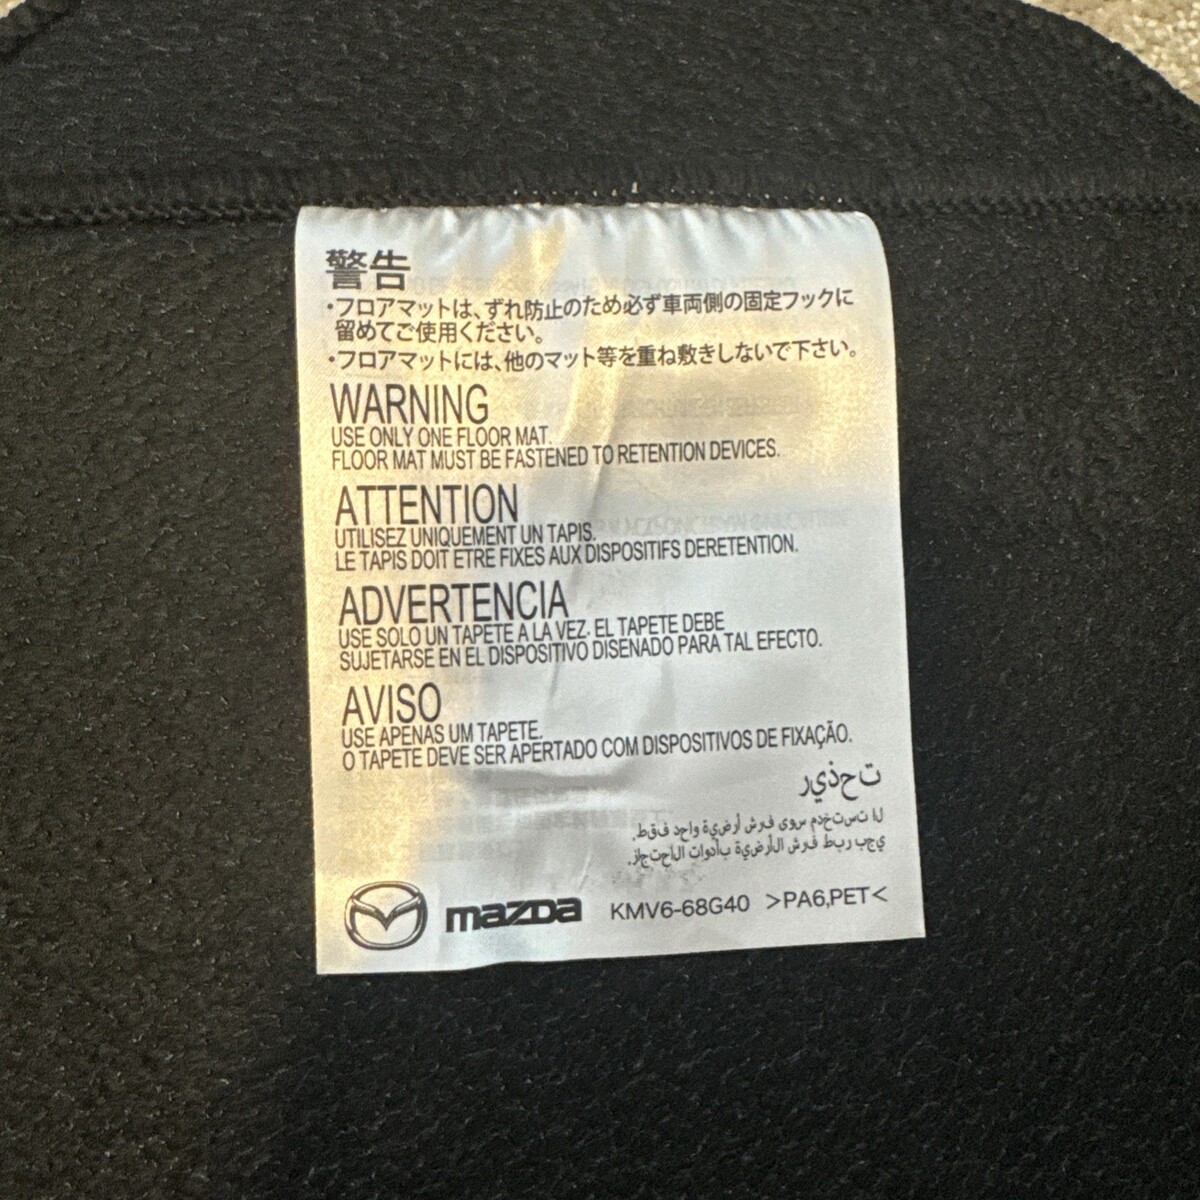 警告
・フロアマットは、ずれ防止のため必ず車両側の固定フックに
留めてご使用ください。
・フロアマットには、他のマット等を重ね敷きしないで下さい。
WARNING
USE ONLY ONE FLOOR MAT.
FLOOR MAT MUST BE FASTENED TO RETENTION DEVICES.
ATTENTION
UTILISEZ UNIQUEMENT UN TAPIS.
LE TAPIS DOIT ETRE FIXES AUX DISPOSITIFS DERETENTION.
ADVERTENCIA
USE SOLO UN TAPETE A LA VEZ. EL TAPETE DEBE
SUJETARSE EN EL DISPOSITIVO DISENADO PARA TAL EFECTO.
AVISO
USE APENAS UM TAPETE.
O TAPETE DEVE SER APERTADO COM DISPOSITIVOS DE FIXAÇÃO.
تحذير
لا تستخدم سوى فرش أرضية واحد فقط.
يجب ربط فرش الأرضية بأدوات الاحتجاز.
mazda KMV6-68G40 >PA6,PET<